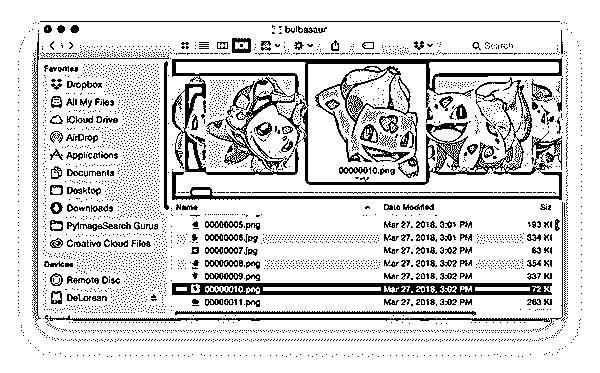 bulbasaur
Search
Favorites
Dropbox
All My Files
iCloud Drive
AirDrop
Applications
Documents
Desktop
Downloads
PyImageSearch Gurus
Creative Cloud Files
Devices
Remote Disc
DeLorean
00000010.png
Name Date Modified Siz
00000005.png Mar 27, 2018, 3:01 PM 193 KI
00000006.jpg Mar 27, 2018, 3:01 PM 334 KI
00000007.jpg Mar 27, 2018, 3:02 PM 63 KI
00000008.png Mar 27, 2018, 3:02 PM 354 KI
00000009.png Mar 27, 2018, 3:02 PM 337 KI
00000010.png Mar 27, 2018, 3:02 PM 72 KI
00000011.png Mar 27, 2018, 3:02 PM 263 KI